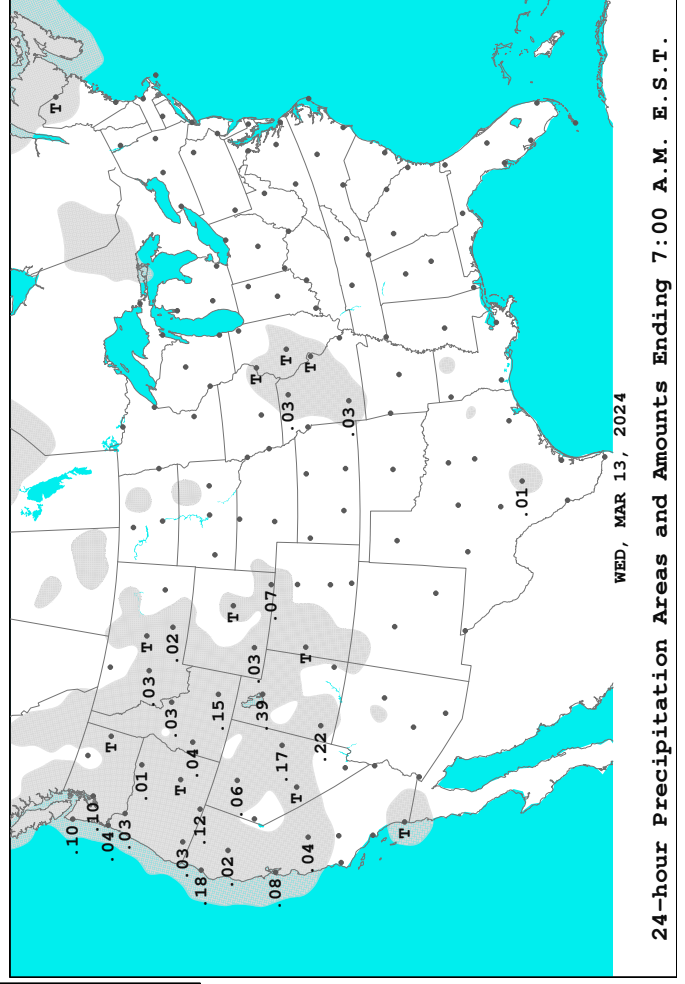 T
.10
.10
.04
T
.03
.01
T
.03
.03
.02
T
.03
.04
.18
.12
.15
.02
T
.06
.03
T
.39
.07
.08
.17
T
.03
T
T
.04
T
.22
.03
T
.01
WED, MAR 13, 2024
24-hour Precipitation Areas and Amounts Ending 7:00 A.M. E.S.T.